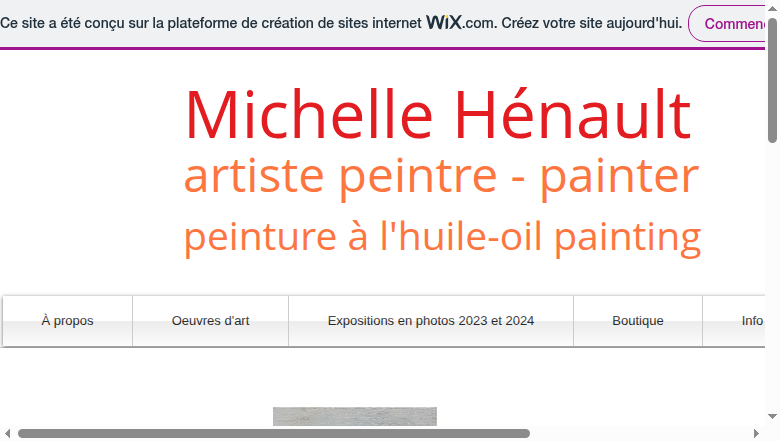 Ce site a été conçu sur la plateforme de création de sites internet WiX.com. Créez votre site aujourd'hui.
Michelle Hénault
artiste peintre - painter
peinture à l'huile-oil painting
À propos
Oeuvres d'art
Expositions en photos 2023 et 2024
Boutique
Info